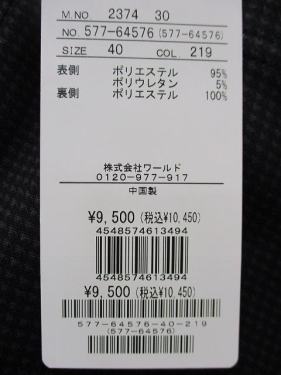 M.NO 2374 30
NO. 577-64576 (577-64576)
SIZE 40 COL. 219
表側 ポリエステル 95%
ポリウレタン 5%
裏側 ポリエステル 100%
株式会社ワールド
0120-977-917
中国製
¥9,500 (税込¥10,450)
4548574613494
4548574613494
¥9,500 (税込¥10,450)
577-64576-40-219
(577-64576)